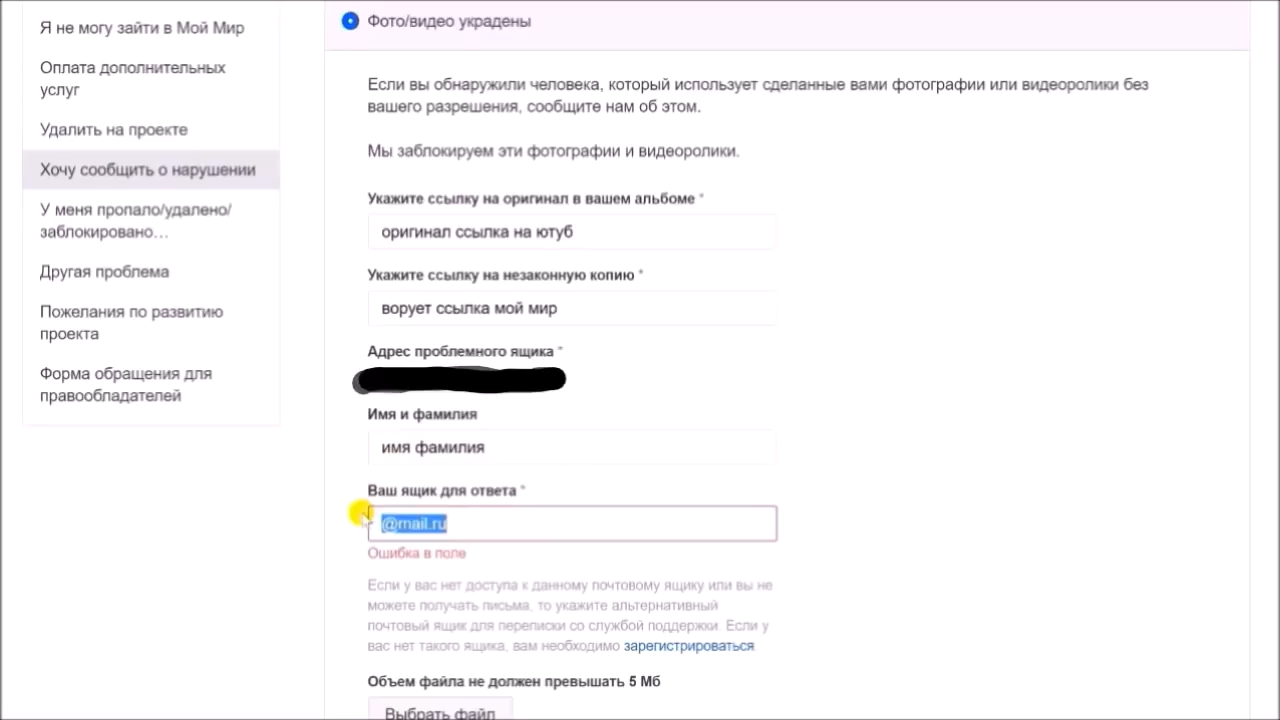 Я не могу зайти в Мой Мир
Оплата дополнительных
услуг
Удалить на проекте
Хочу сообщить о нарушении
У меня пропало/удалено/
заблокировано...
Другая проблема
Пожелания по развитию
проекта
Форма обращения для
правообладателей
Фото/видео украдены
Если вы обнаружили человека, который использует сделанные вами фотографии или видеоролики без
вашего разрешения, сообщите нам об этом.
Мы заблокируем эти фотографии и видеоролики.
Укажите ссылку на оригинал в вашем альбоме *
оригинал ссылка на ютуб
Укажите ссылку на незаконную копию *
ворует ссылка мой мир
Адрес проблемного ящика *
Имя и фамилия
имя фамилия
Ваш ящик для ответа *
@mail.ru
Ошибка в поле
Если у вас нет доступа к данному почтовому ящику или вы не
можете получать письма, то укажите альтернативный
почтовый ящик для переписки со службой поддержки. Если у
вас нет такого ящика, вам необходимо зарегистрироваться
Объем файла не должен превышать 5 Мб
Выбрать файл